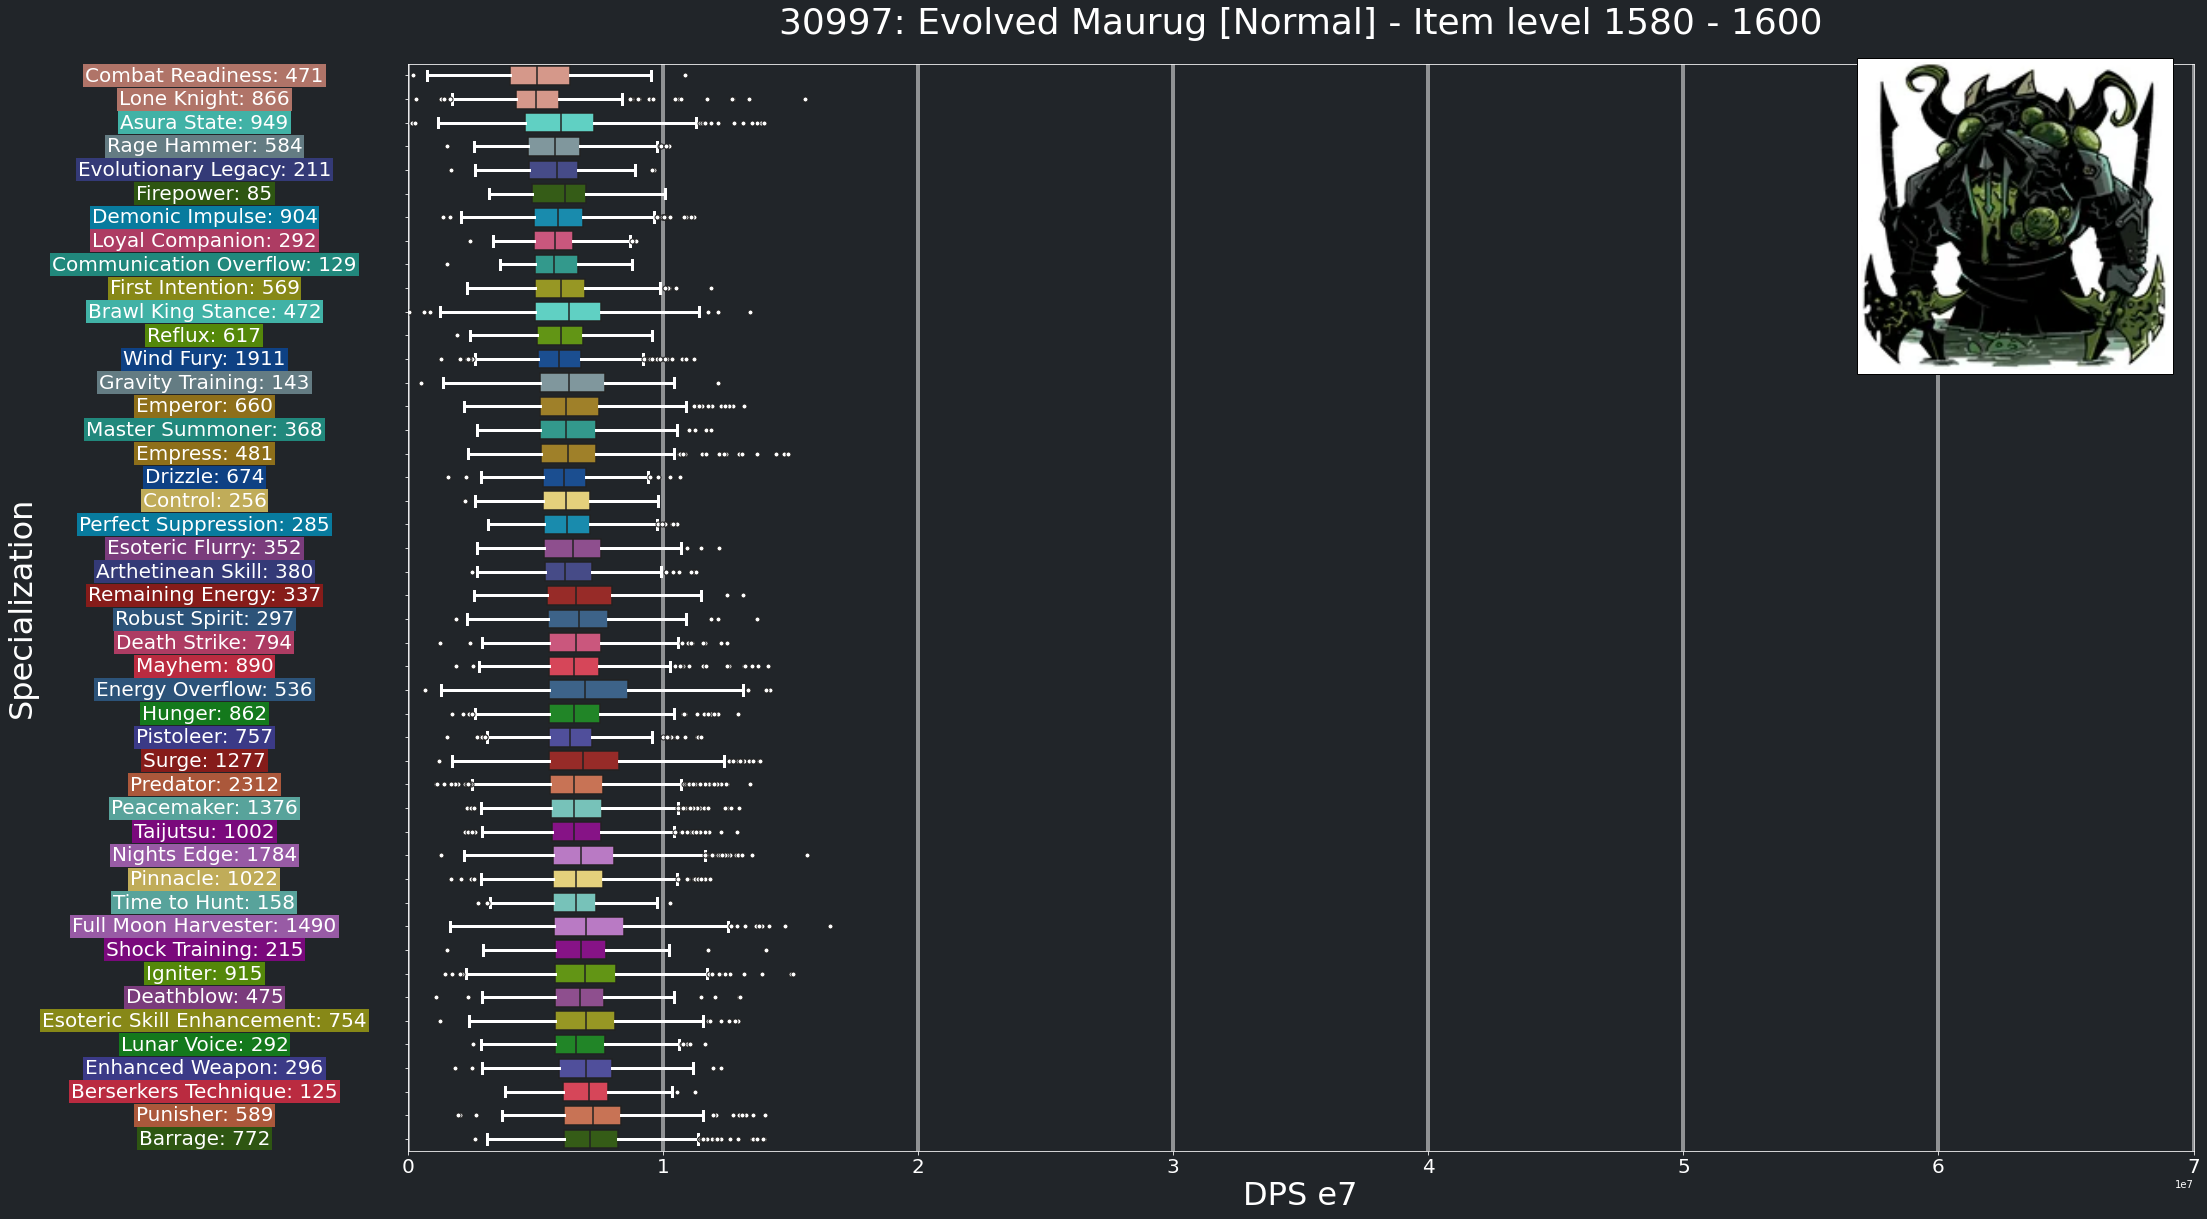 30997: Evolved Maurug [Normal] - Item level 1580 - 1600
Combat Readiness: 471
Lone Knight: 866
Asura State: 949
Rage Hammer: 584
Evolutionary Legacy: 211
Firepower: 85
Demonic Impulse: 904
Loyal Companion: 292
Communication Overflow: 129
First Intention: 569
Brawl King Stance: 472
Reflux: 617
Wind Fury: 1911
Gravity Training: 143
Emperor: 660
Master Summoner: 368
Empress: 481
Drizzle: 674
Control: 256
Perfect Suppression: 285
Esoteric Flurry: 352
Arthetinean Skill: 380
Remaining Energy: 337
Robust Spirit: 297
Death Strike: 794
Mayhem: 890
Energy Overflow: 536
Hunger: 862
Pistoleer: 757
Surge: 1277
Predator: 2312
Peacemaker: 1376
Taijutsu: 1002
Nights Edge: 1784
Pinnacle: 1022
Time to Hunt: 158
Full Moon Harvester: 1490
Shock Training: 215
Igniter: 915
Deathblow: 475
Esoteric Skill Enhancement: 754
Lunar Voice: 292
Enhanced Weapon: 296
Berserkers Technique: 125
Punisher: 589
Barrage: 772
Specialization
0 1 2 3 4 5 6 7
1e7
DPS e7